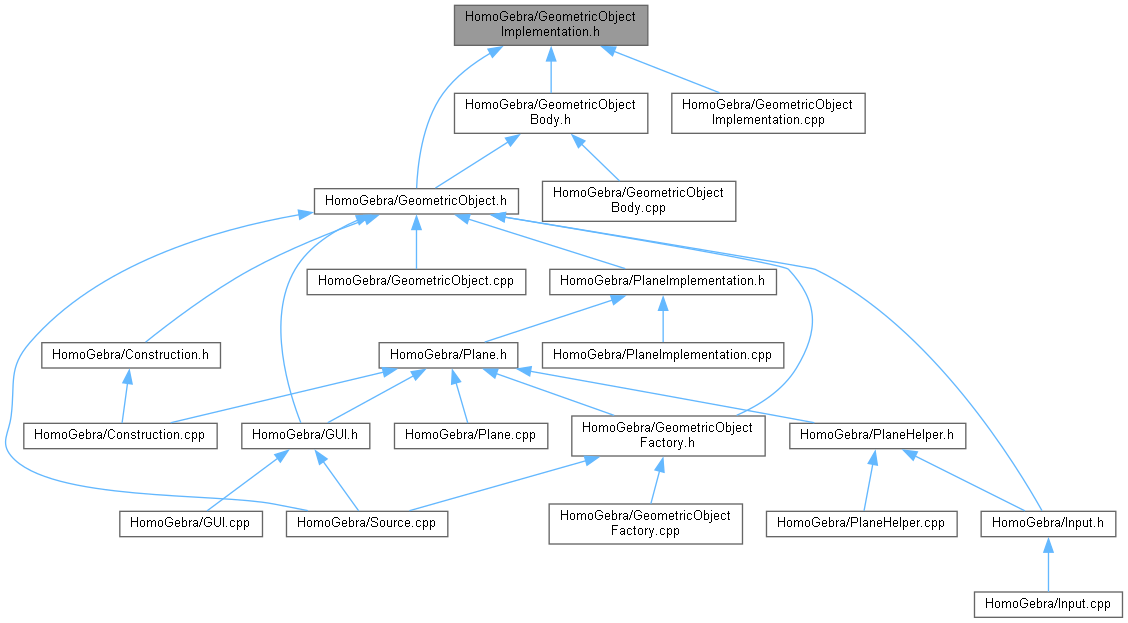 HomoGebra/GeometricObject
Implementation.h
HomoGebra/GeometricObject
Body.h
HomoGebra/GeometricObject
Implementation.cpp
HomoGebra/GeometricObject.h
HomoGebra/GeometricObject
Body.cpp
HomoGebra/GeometricObject.cpp
HomoGebra/PlaneImplementation.h
HomoGebra/Construction.h
HomoGebra/Plane.h
HomoGebra/PlaneImplementation.cpp
HomoGebra/Construction.cpp
HomoGebra/GUI.h
HomoGebra/Plane.cpp
HomoGebra/GeometricObject
Factory.h
HomoGebra/PlaneHelper.h
HomoGebra/GUI.cpp
HomoGebra/Source.cpp
HomoGebra/GeometricObject
Factory.cpp
HomoGebra/PlaneHelper.cpp
HomoGebra/Input.h
HomoGebra/Input.cpp